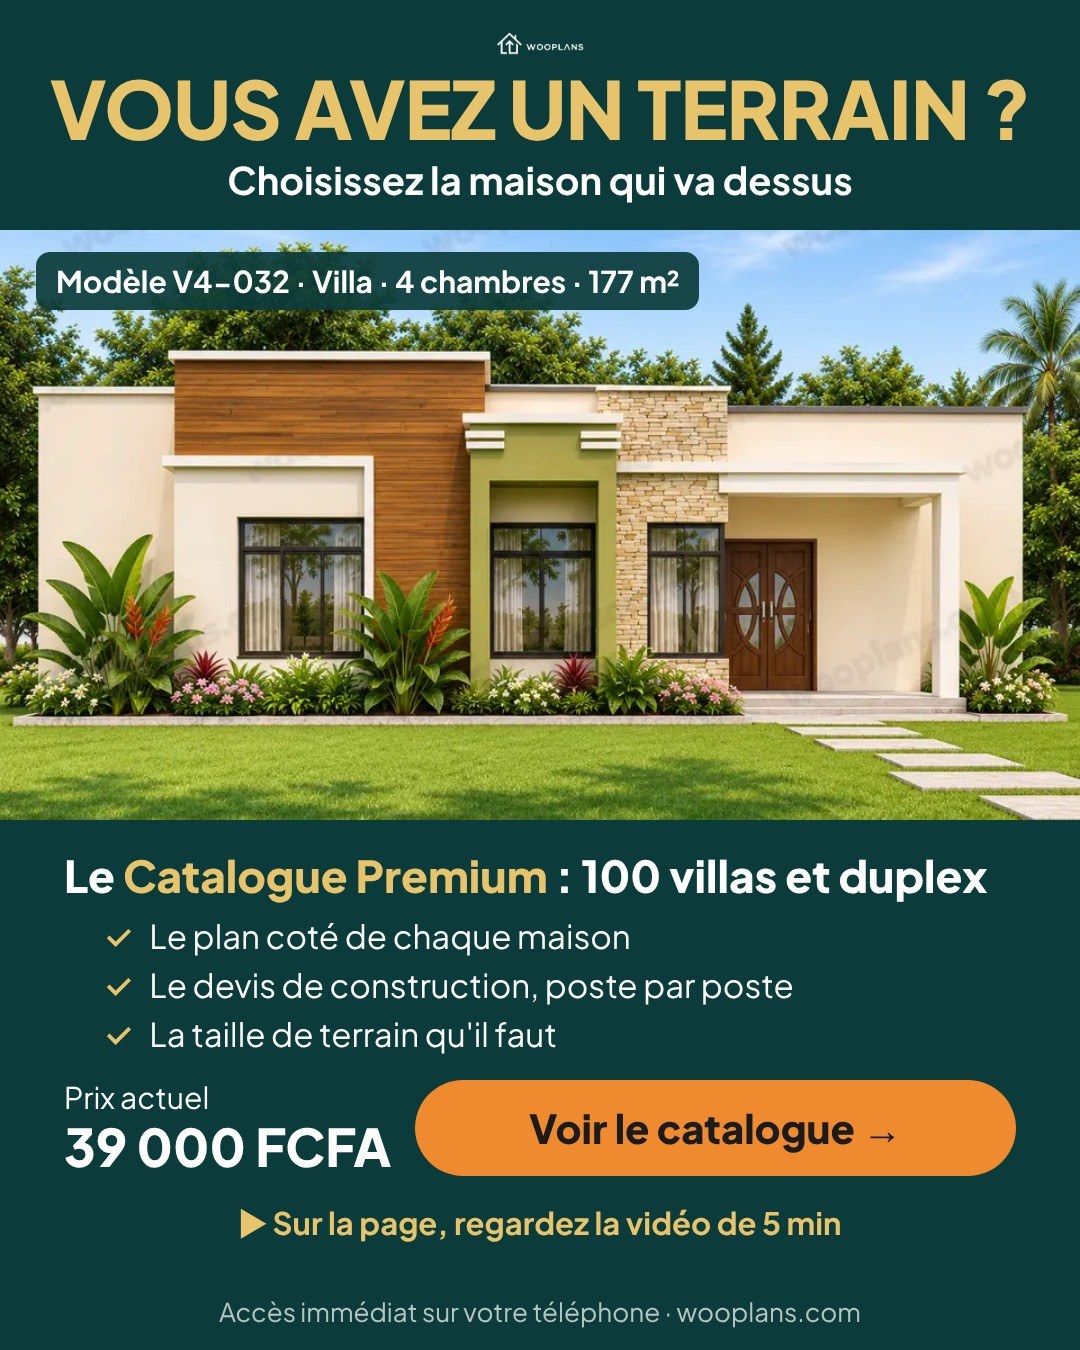 WOOPLANS
VOUS AVEZ UN TERRAIN ?
Choisissez la maison qui va dessus
Modèle V4-032 · Villa · 4 chambres · 177 m²
Le Catalogue Premium : 100 villas et duplex
✓ Le plan coté de chaque maison
✓ Le devis de construction, poste par poste
✓ La taille de terrain qu'il faut
Prix actuel
39 000 FCFA
Voir le catalogue →
▶ Sur la page, regardez la vidéo de 5 min
Accès immédiat sur votre téléphone · wooplans.com